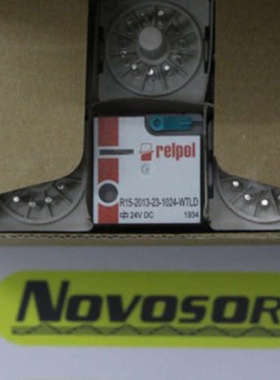 relpol
R15-2013-23-1024-WTLD
24V DC 1934
Novosor